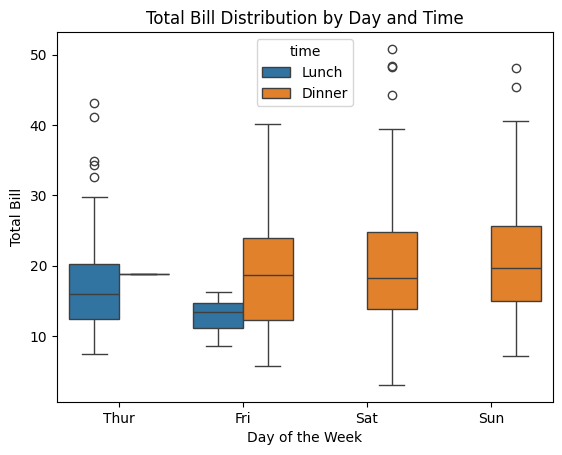 Total Bill Distribution by Day and Time
time
Lunch
Dinner
Total Bill
50
40
30
20
10
Thur Fri Sat Sun
Day of the Week